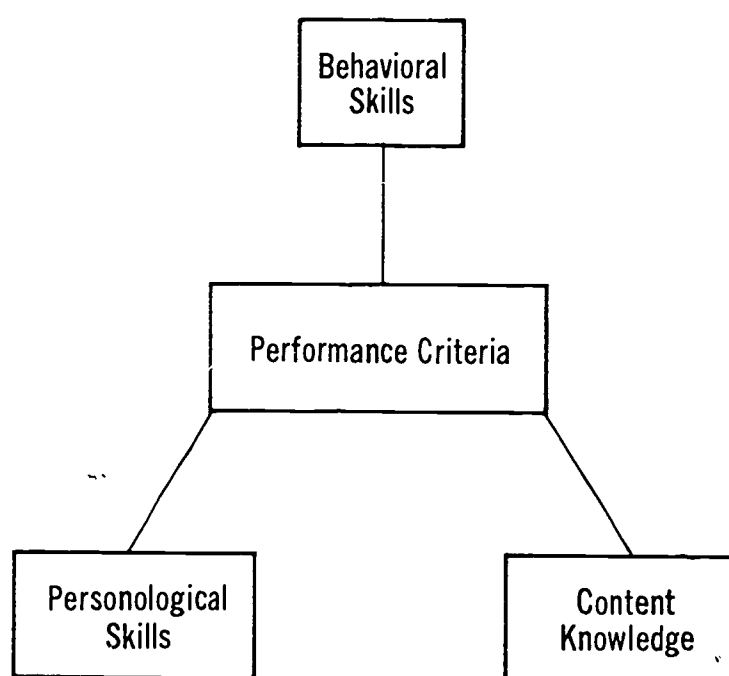 Behavioral
Skills
Performance Criteria
Personological
Skills
Content
Knowledge